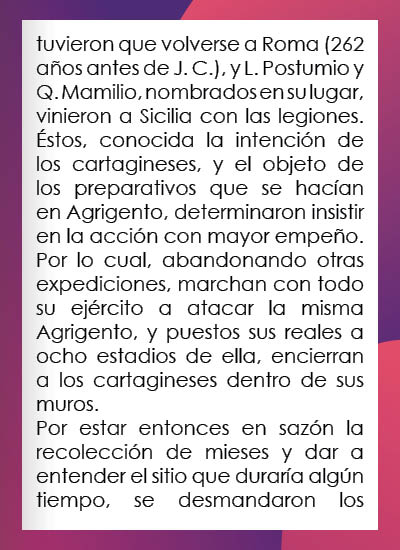 tuvieron que volverse a Roma (262
años antes de J. C.), y L. Postumio y
Q. Mamilio, nombrados en su lugar,
vinieron a Sicilia con las legiones.
Éstos, conocida la intención de
los cartagineses, y el objeto de
los preparativos que se hacían
en Agrigento, determinaron insistir
en la acción con mayor empeño.
Por lo cual, abandonando otras
expediciones, marchan con todo
su ejército a atacar la misma
Agrigento, y puestos sus reales a
ocho estadios de ella, encierran
a los cartagineses dentro de sus
muros.
Por estar entonces en sazón la
recolección de mieses y dar a
entender el sitio que duraría algún
tiempo, se desmandaron los